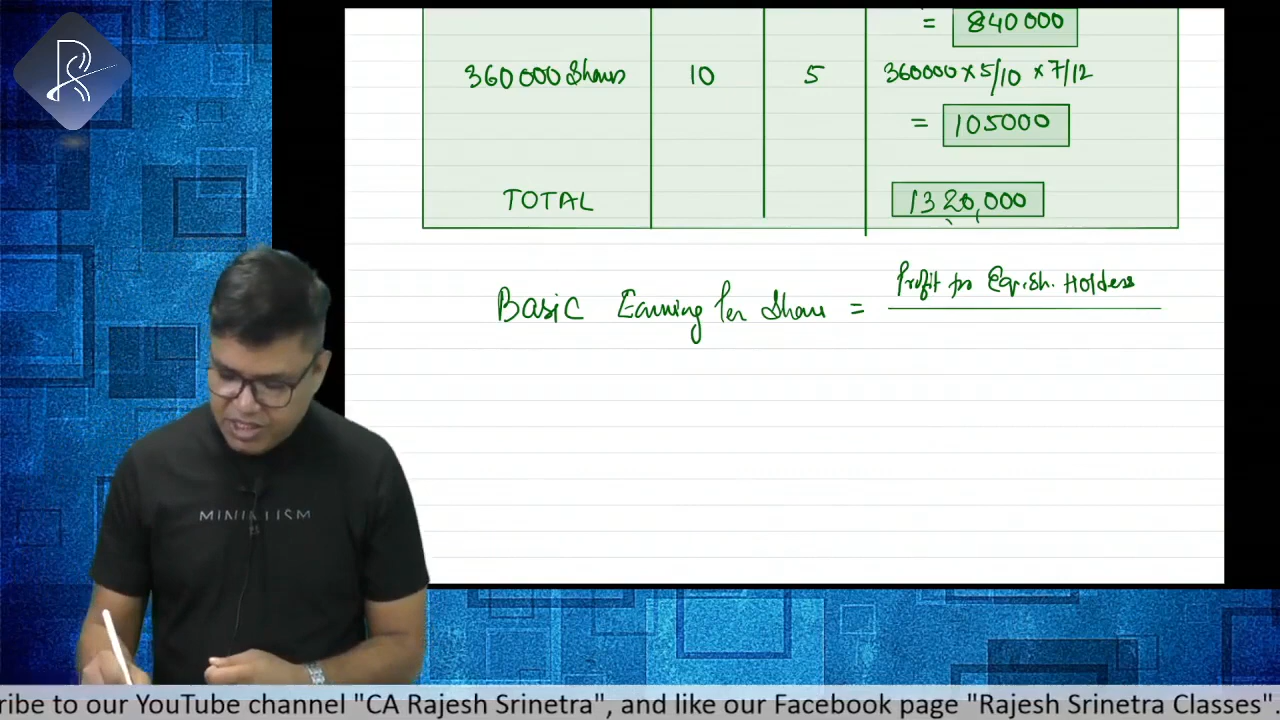 = 840000
360000 Shares 10 5 360000 x 5/10 x 7/12
= 105000
TOTAL 1320,000
Basic Earning Per Share = Profit for Eq. Sh. Holders
MINIMLISM
ribe to our YouTube channel "CA Rajesh Srinetra", and like our Facebook page "Rajesh Srinetra Classes".